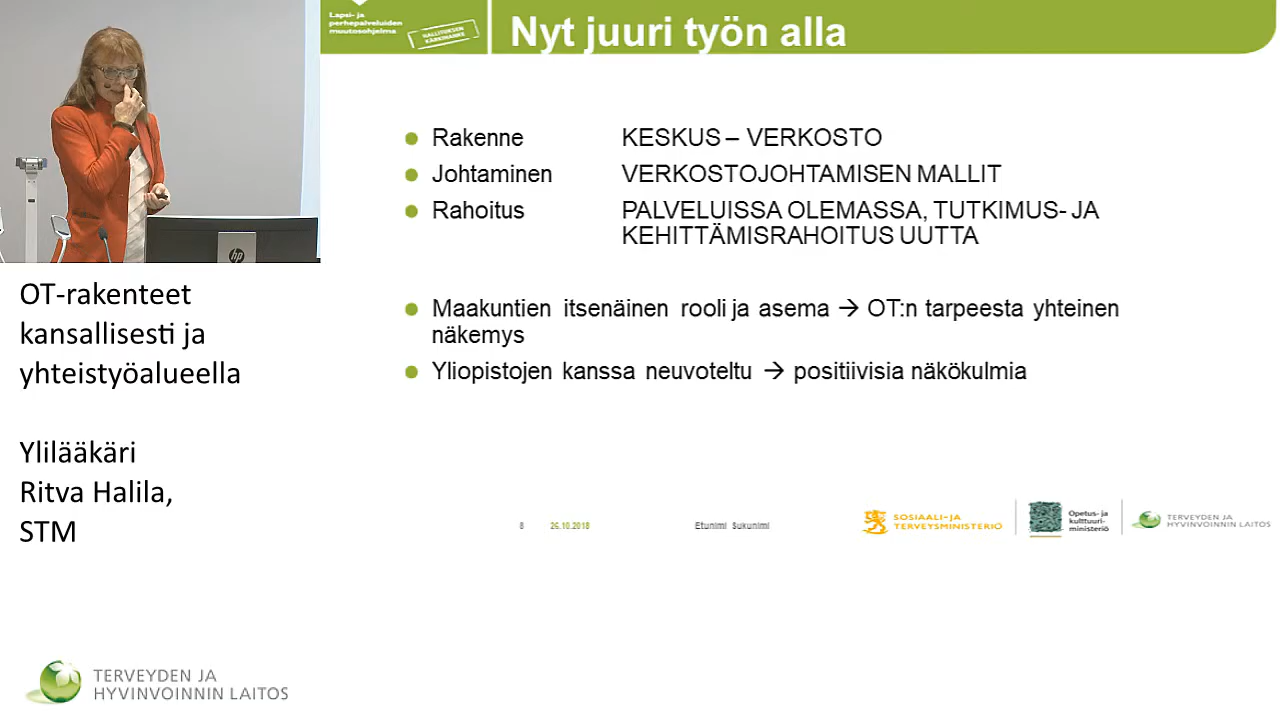 Lapsi- ja
perhepalveluiden
muutosohjelma
HALLITUKSEN
KÄRKIHANKE
Nyt juuri työn alla
Rakenne KESKUS – VERKOSTO
Johtaminen VERKOSTOJOHTAMISEN MALLIT
Rahoitus PALVELUISSA OLEMASSA, TUTKIMUS- JA
KEHITTÄMISRAHOITUS UUTTA
Maakuntien itsenäinen rooli ja asema → OT:n tarpeesta yhteinen
näkemys
Yliopistojen kanssa neuvoteltu → positiivisia näkökulmia
8 26.10.2018 Etunimi Sukunimi
SOSIAALI- JA
TERVEYSMINISTERIÖ
Opetus- ja
kulttuuri-
ministeriö
TERVEYDEN JA
HYVINVOINNIN LAITOS
hp
OT-rakenteet
kansallisesti ja
yhteistyöalueella
Ylilääkäri
Ritva Halila,
STM
TERVEYDEN JA
HYVINVOINNIN LAITOS